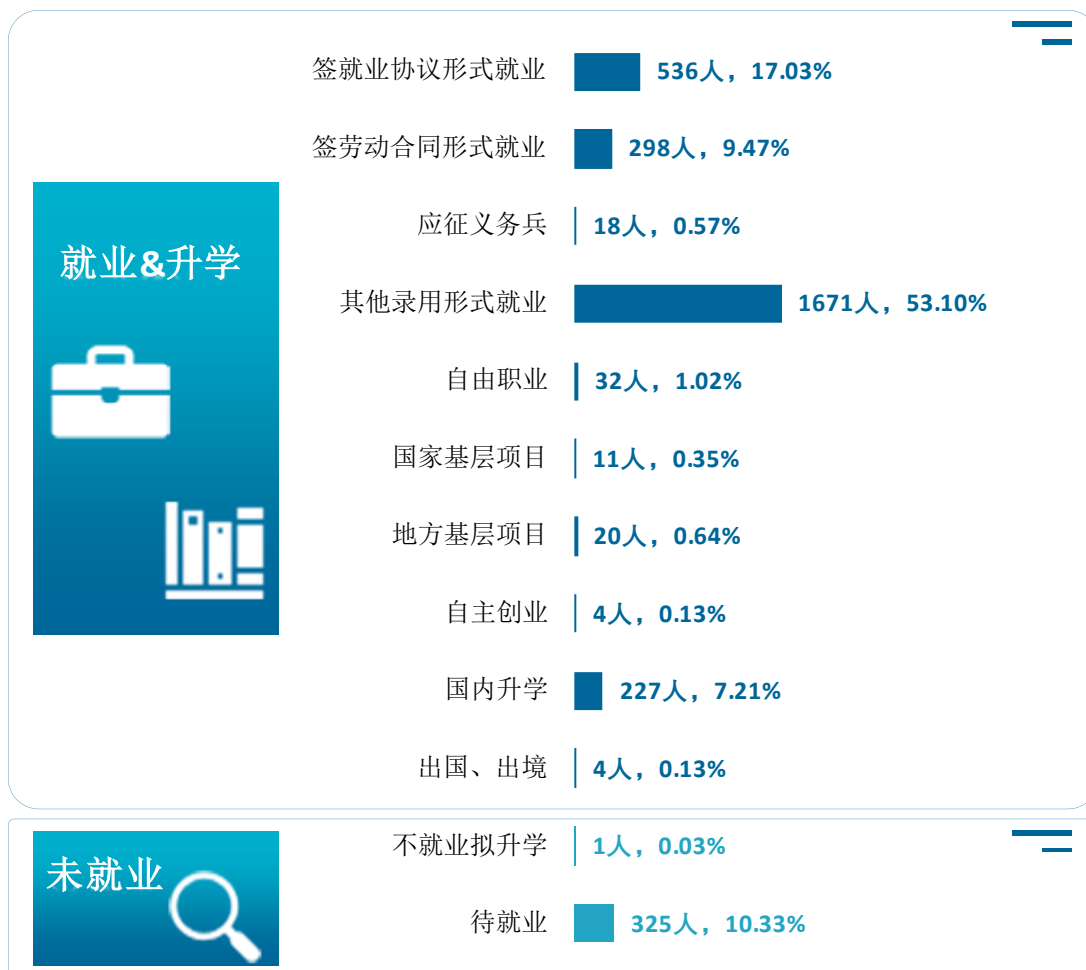 就业&升学
签就业协议形式就业 536人，17.03%
签劳动合同形式就业 298人，9.47%
应征义务兵 18人，0.57%
其他录用形式就业 1671人，53.10%
自由职业 32人，1.02%
国家基层项目 11人，0.35%
地方基层项目 20人，0.64%
自主创业 4人，0.13%
国内升学 227人，7.21%
出国、出境 4人，0.13%
未就业
不就业拟升学 1人，0.03%
待就业 325人，10.33%